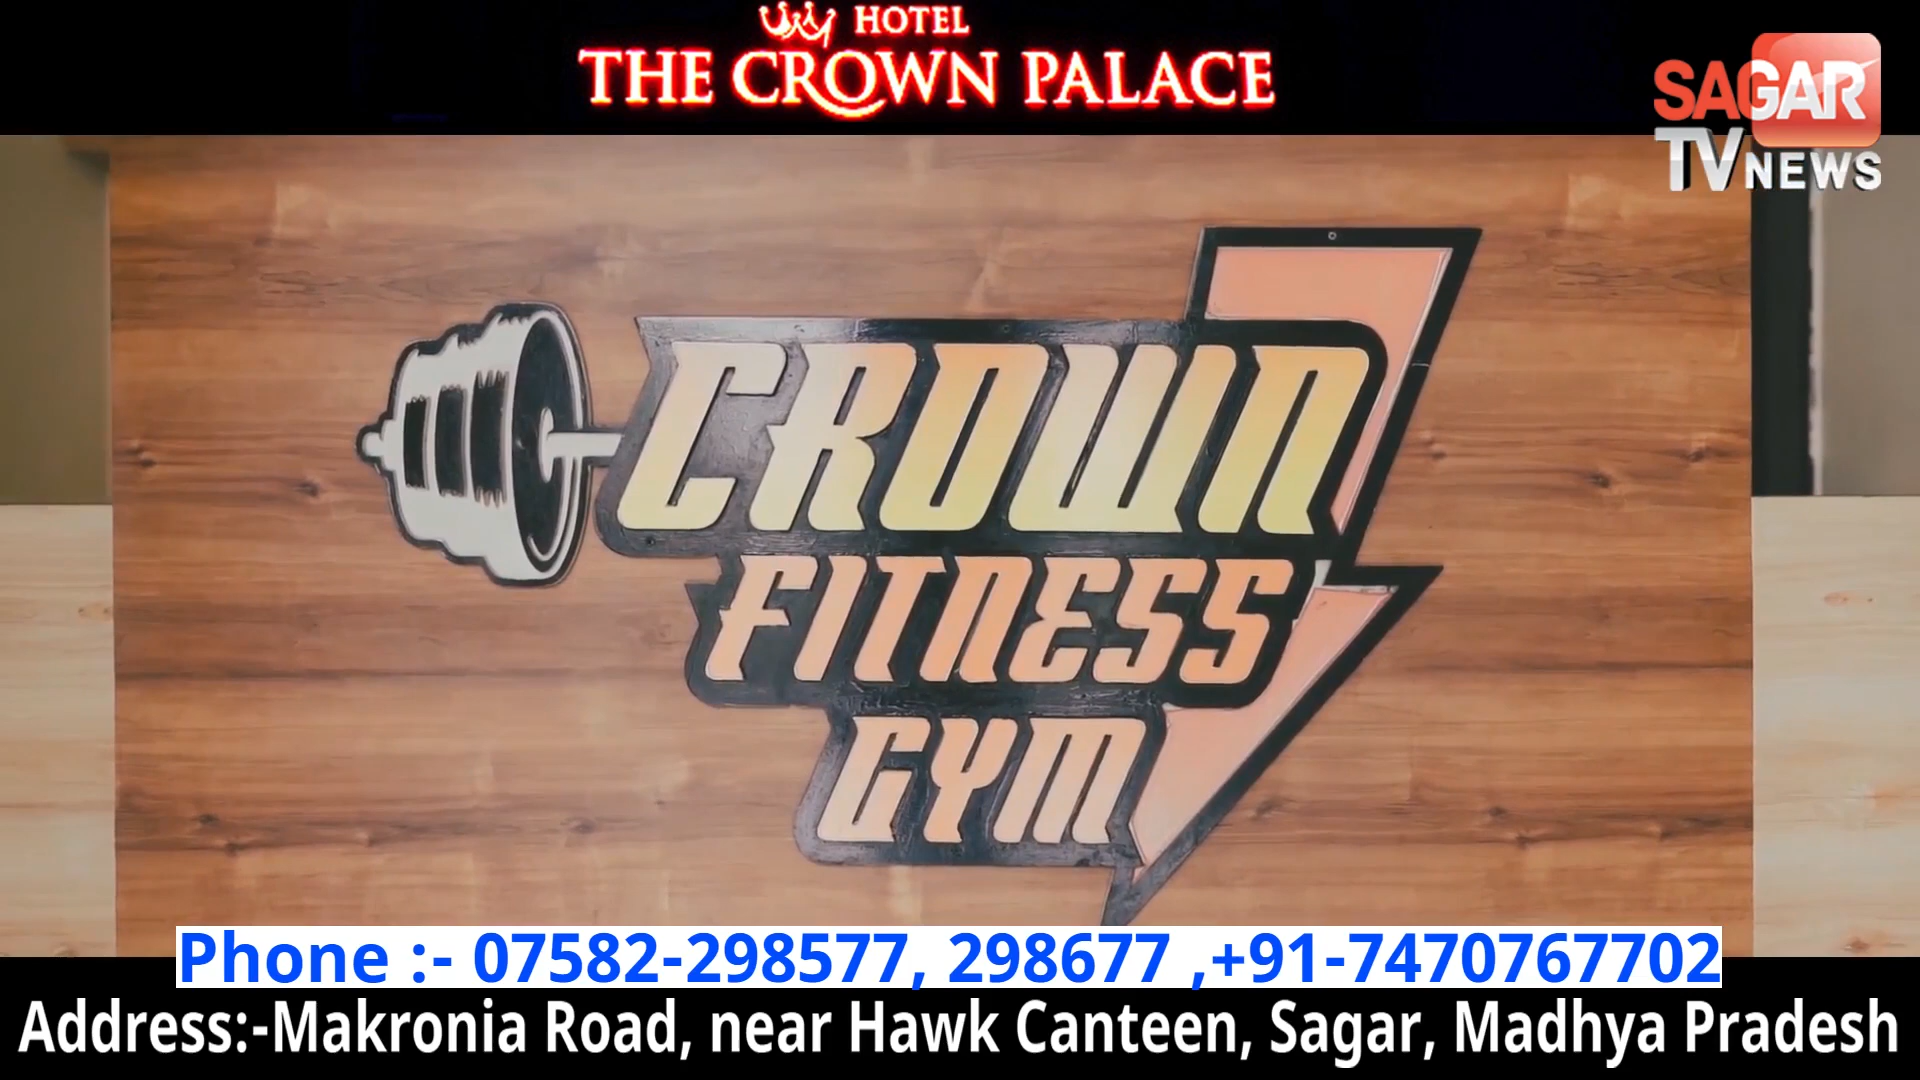 HOTEL
THE CROWN PALACE
SAGAR
TV NEWS
CROWN
FITNESS
GYM
Phone :- 07582-298577, 298677 ,+91-7470767702
Address:-Makronia Road, near Hawk Canteen, Sagar, Madhya Pradesh